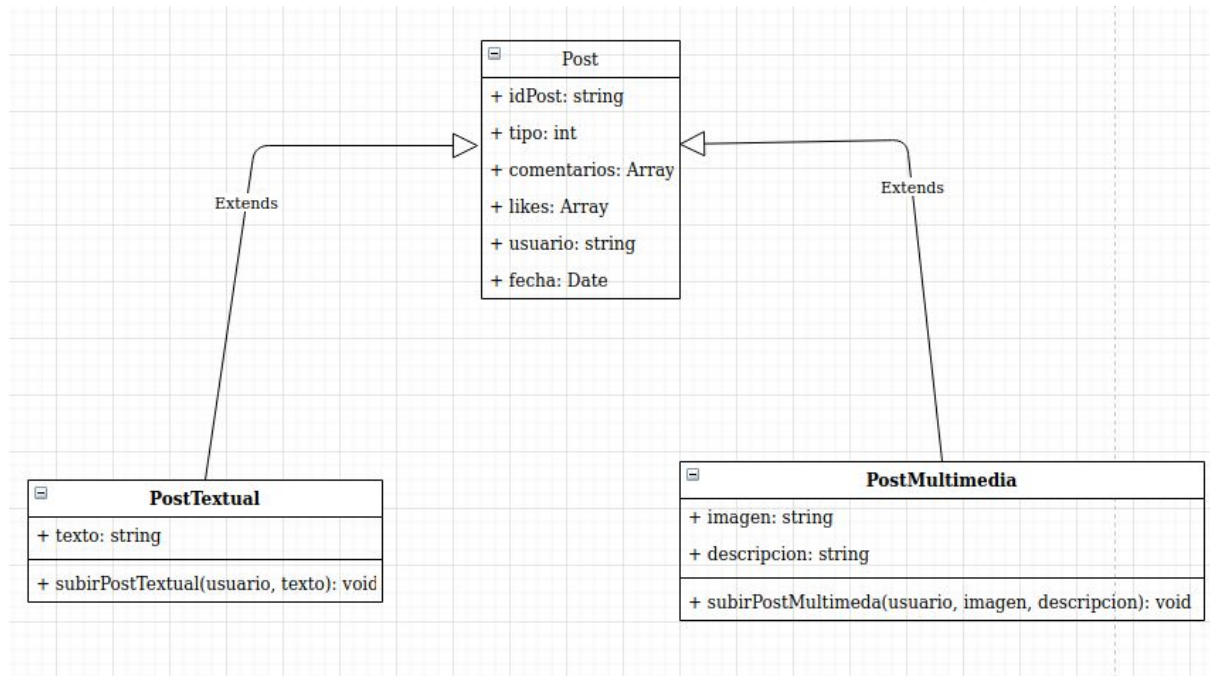 Post
+ idPost: string
+ tipo: int
+ comentarios: Array
+ likes: Array
+ usuario: string
+ fecha: Date
Extends
Extends
PostTextual
+ texto: string
+ subirPostTextual(usuario, texto): void
PostMultimedia
+ imagen: string
+ descripcion: string
+ subirPostMultimeda(usuario, imagen, descripcion): void